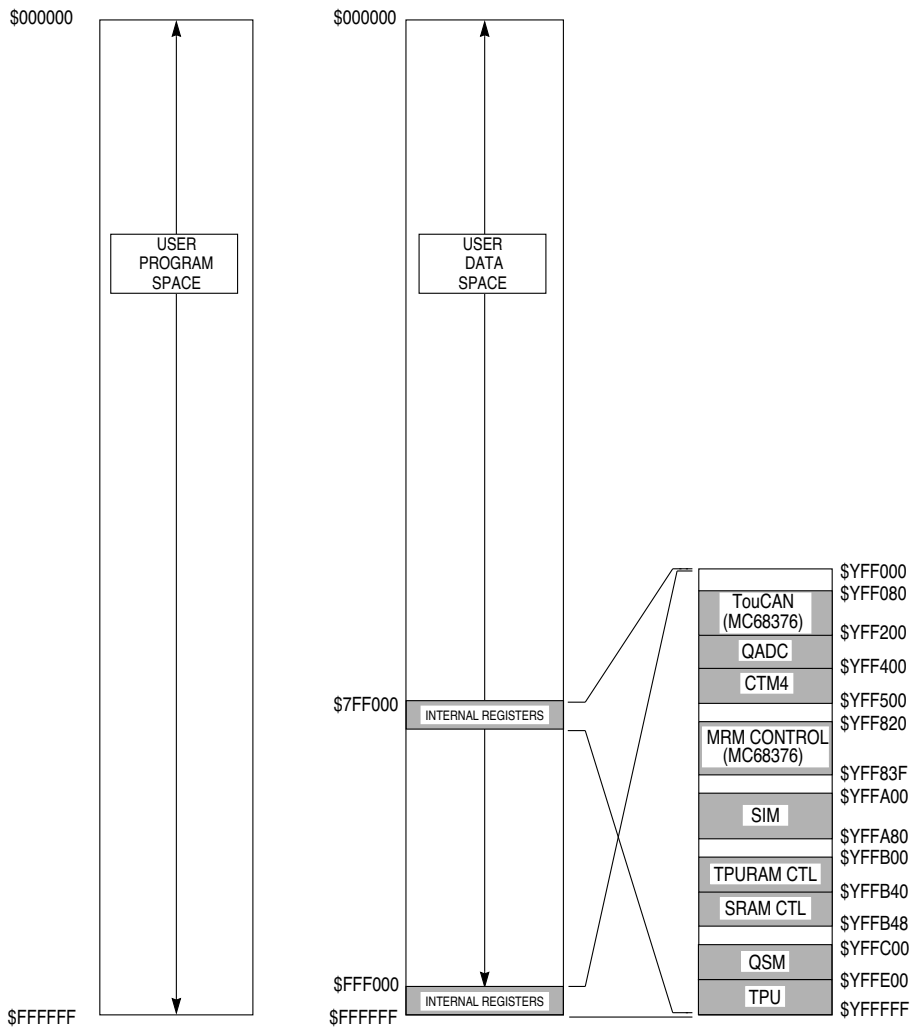 $000000
$000000
USER
PROGRAM
SPACE
USER
DATA
SPACE
$7FF000
INTERNAL REGISTERS
$FFF000
INTERNAL REGISTERS
$FFFFFF
$FFFFFF
$YFF000
$YFF080
TouCAN
(MC68376)
$YFF200
QADC
$YFF400
CTM4
$YFF500
$YFF820
MRM CONTROL
(MC68376)
$YFF83F
$YFFA00
SIM
$YFFA80
$YFFB00
TPURAM CTL
$YFFB40
SRAM CTL
$YFFB48
$YFFC00
QSM
$YFFE00
TPU
$YFFFFF